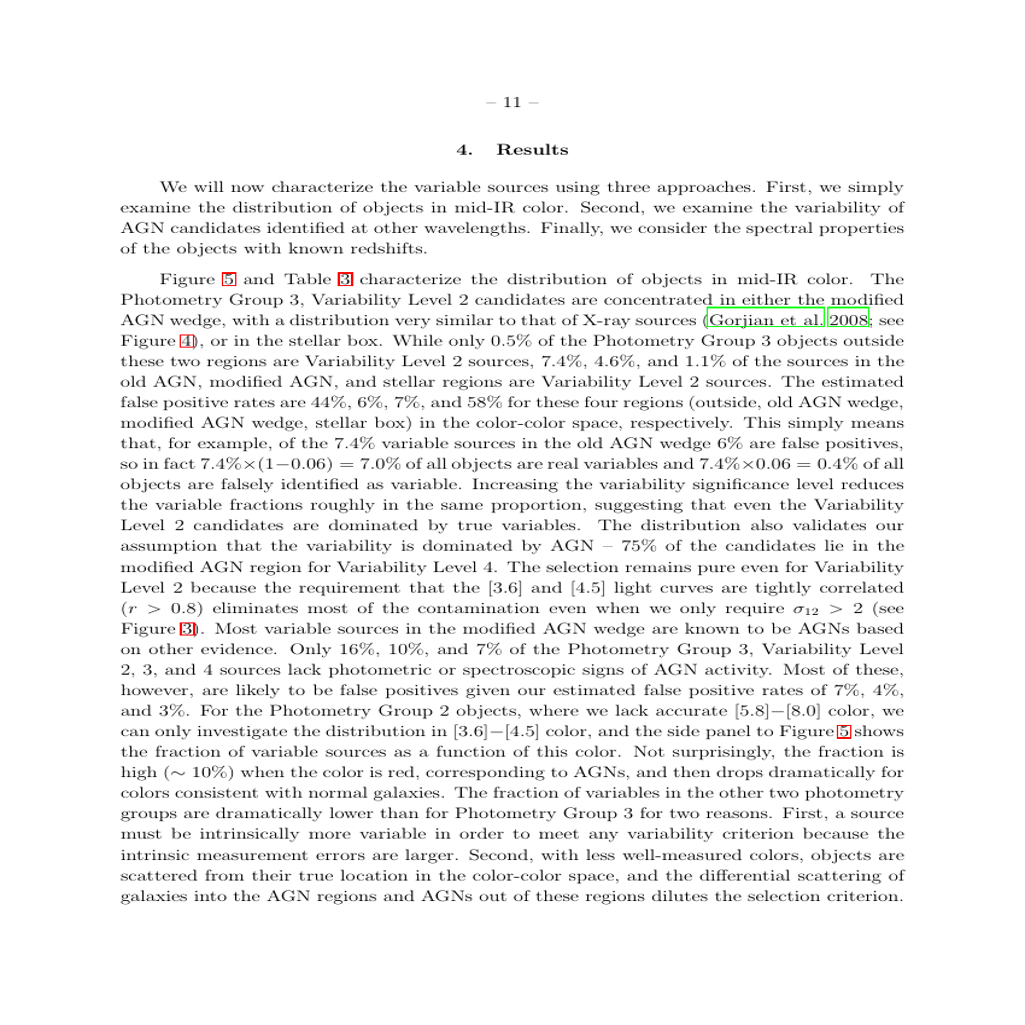 – 11 –
4. Results
We will now characterize the variable sources using three approaches. First, we simply
examine the distribution of objects in mid-IR color. Second, we examine the variability of
AGN candidates identified at other wavelengths. Finally, we consider the spectral properties
of the objects with known redshifts.
Figure 5 and Table 3 characterize the distribution of objects in mid-IR color. The
Photometry Group 3, Variability Level 2 candidates are concentrated in either the modified
AGN wedge, with a distribution very similar to that of X-ray sources (Gorjian et al. 2008; see
Figure 4), or in the stellar box. While only 0.5% of the Photometry Group 3 objects outside
these two regions are Variability Level 2 sources, 7.4%, 4.6%, and 1.1% of the sources in the
old AGN, modified AGN, and stellar regions are Variability Level 2 sources. The estimated
false positive rates are 44%, 6%, 7%, and 58% for these four regions (outside, old AGN wedge,
modified AGN wedge, stellar box) in the color-color space, respectively. This simply means
that, for example, of the 7.4% variable sources in the old AGN wedge 6% are false positives,
so in fact 7.4%×(1−0.06) = 7.0% of all objects are real variables and 7.4%×0.06 = 0.4% of all
objects are falsely identified as variable. Increasing the variability significance level reduces
the variable fractions roughly in the same proportion, suggesting that even the Variability
Level 2 candidates are dominated by true variables. The distribution also validates our
assumption that the variability is dominated by AGN – 75% of the candidates lie in the
modified AGN region for Variability Level 4. The selection remains pure even for Variability
Level 2 because the requirement that the [3.6] and [4.5] light curves are tightly correlated
(r > 0.8) eliminates most of the contamination even when we only require σ₁₂ > 2 (see
Figure 3). Most variable sources in the modified AGN wedge are known to be AGNs based
on other evidence. Only 16%, 10%, and 7% of the Photometry Group 3, Variability Level
2, 3, and 4 sources lack photometric or spectroscopic signs of AGN activity. Most of these,
however, are likely to be false positives given our estimated false positive rates of 7%, 4%,
and 3%. For the Photometry Group 2 objects, where we lack accurate [5.8]−[8.0] color, we
can only investigate the distribution in [3.6]−[4.5] color, and the side panel to Figure 5 shows
the fraction of variable sources as a function of this color. Not surprisingly, the fraction is
high (∼ 10%) when the color is red, corresponding to AGNs, and then drops dramatically for
colors consistent with normal galaxies. The fraction of variables in the other two photometry
groups are dramatically lower than for Photometry Group 3 for two reasons. First, a source
must be intrinsically more variable in order to meet any variability criterion because the
intrinsic measurement errors are larger. Second, with less well-measured colors, objects are
scattered from their true location in the color-color space, and the differential scattering of
galaxies into the AGN regions and AGNs out of these regions dilutes the selection criterion.